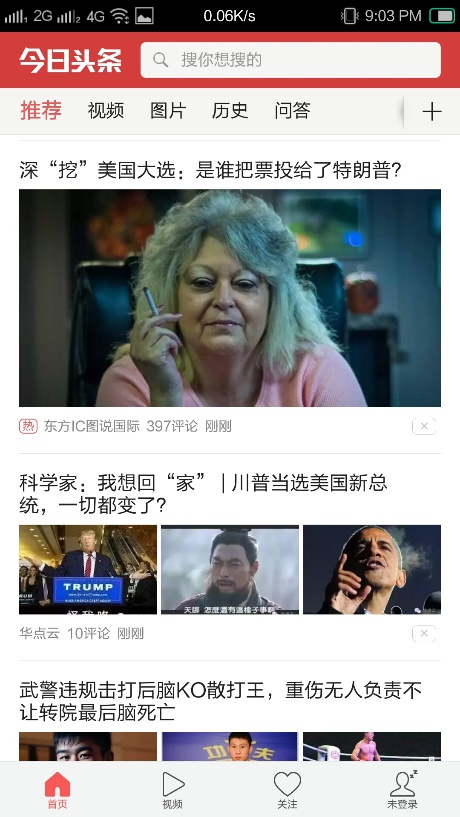 2G 4G 0.06K/s 9:03 PM
今日头条 搜你想搜的
推荐 视频 图片 历史 问答
深“挖”美国大选：是谁把票投给了特朗普？
热 东方IC图说国际 397评论 刚刚
科学家：我想回“家” | 川普当选美国新总
统，一切都变了？
TRUMP
天哪 怎麼還有這樁子事啊
华点云 10评论 刚刚
武警违规击打后脑KO散打王，重伤无人负责不
让转院最后脑死亡
功夫
首页 视频 关注 未登录